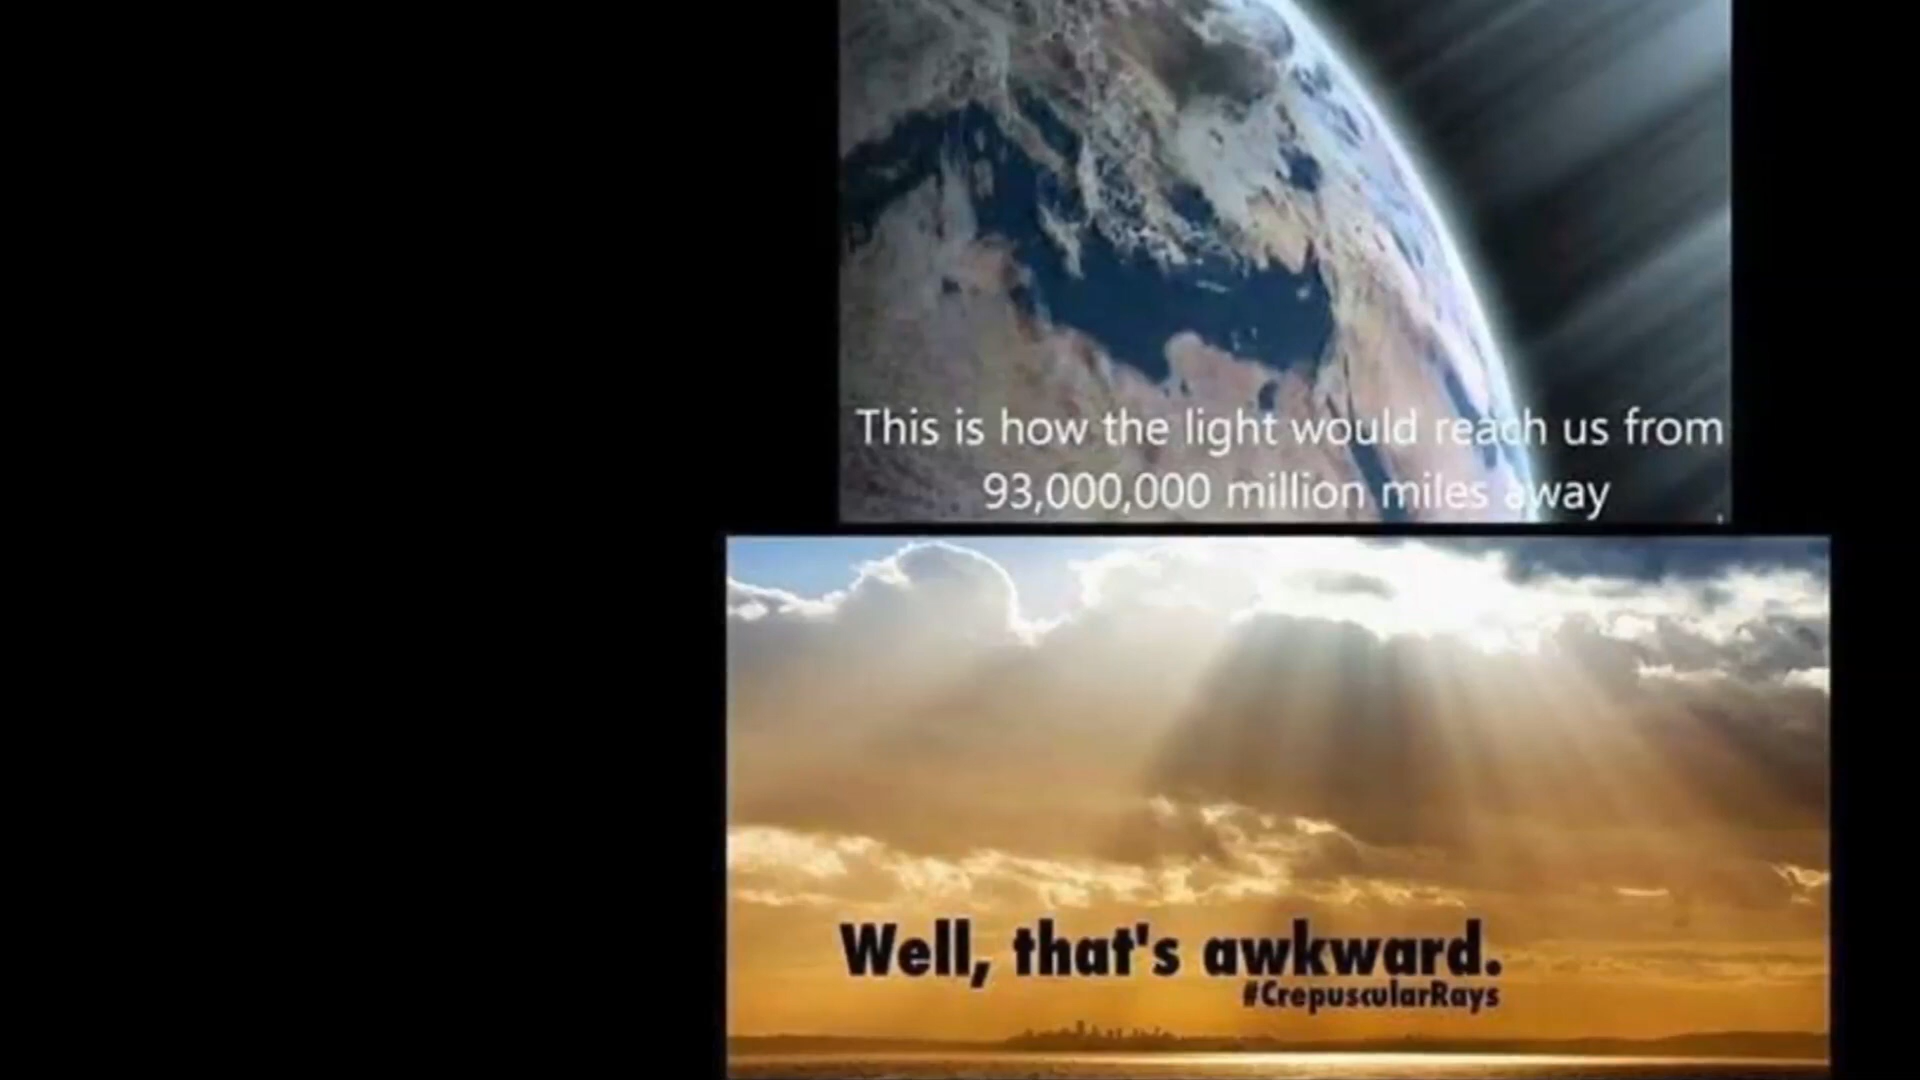 This is how the light would reach us from
93,000,000 million miles away
Well, that's awkward.
#CrepuscularRays